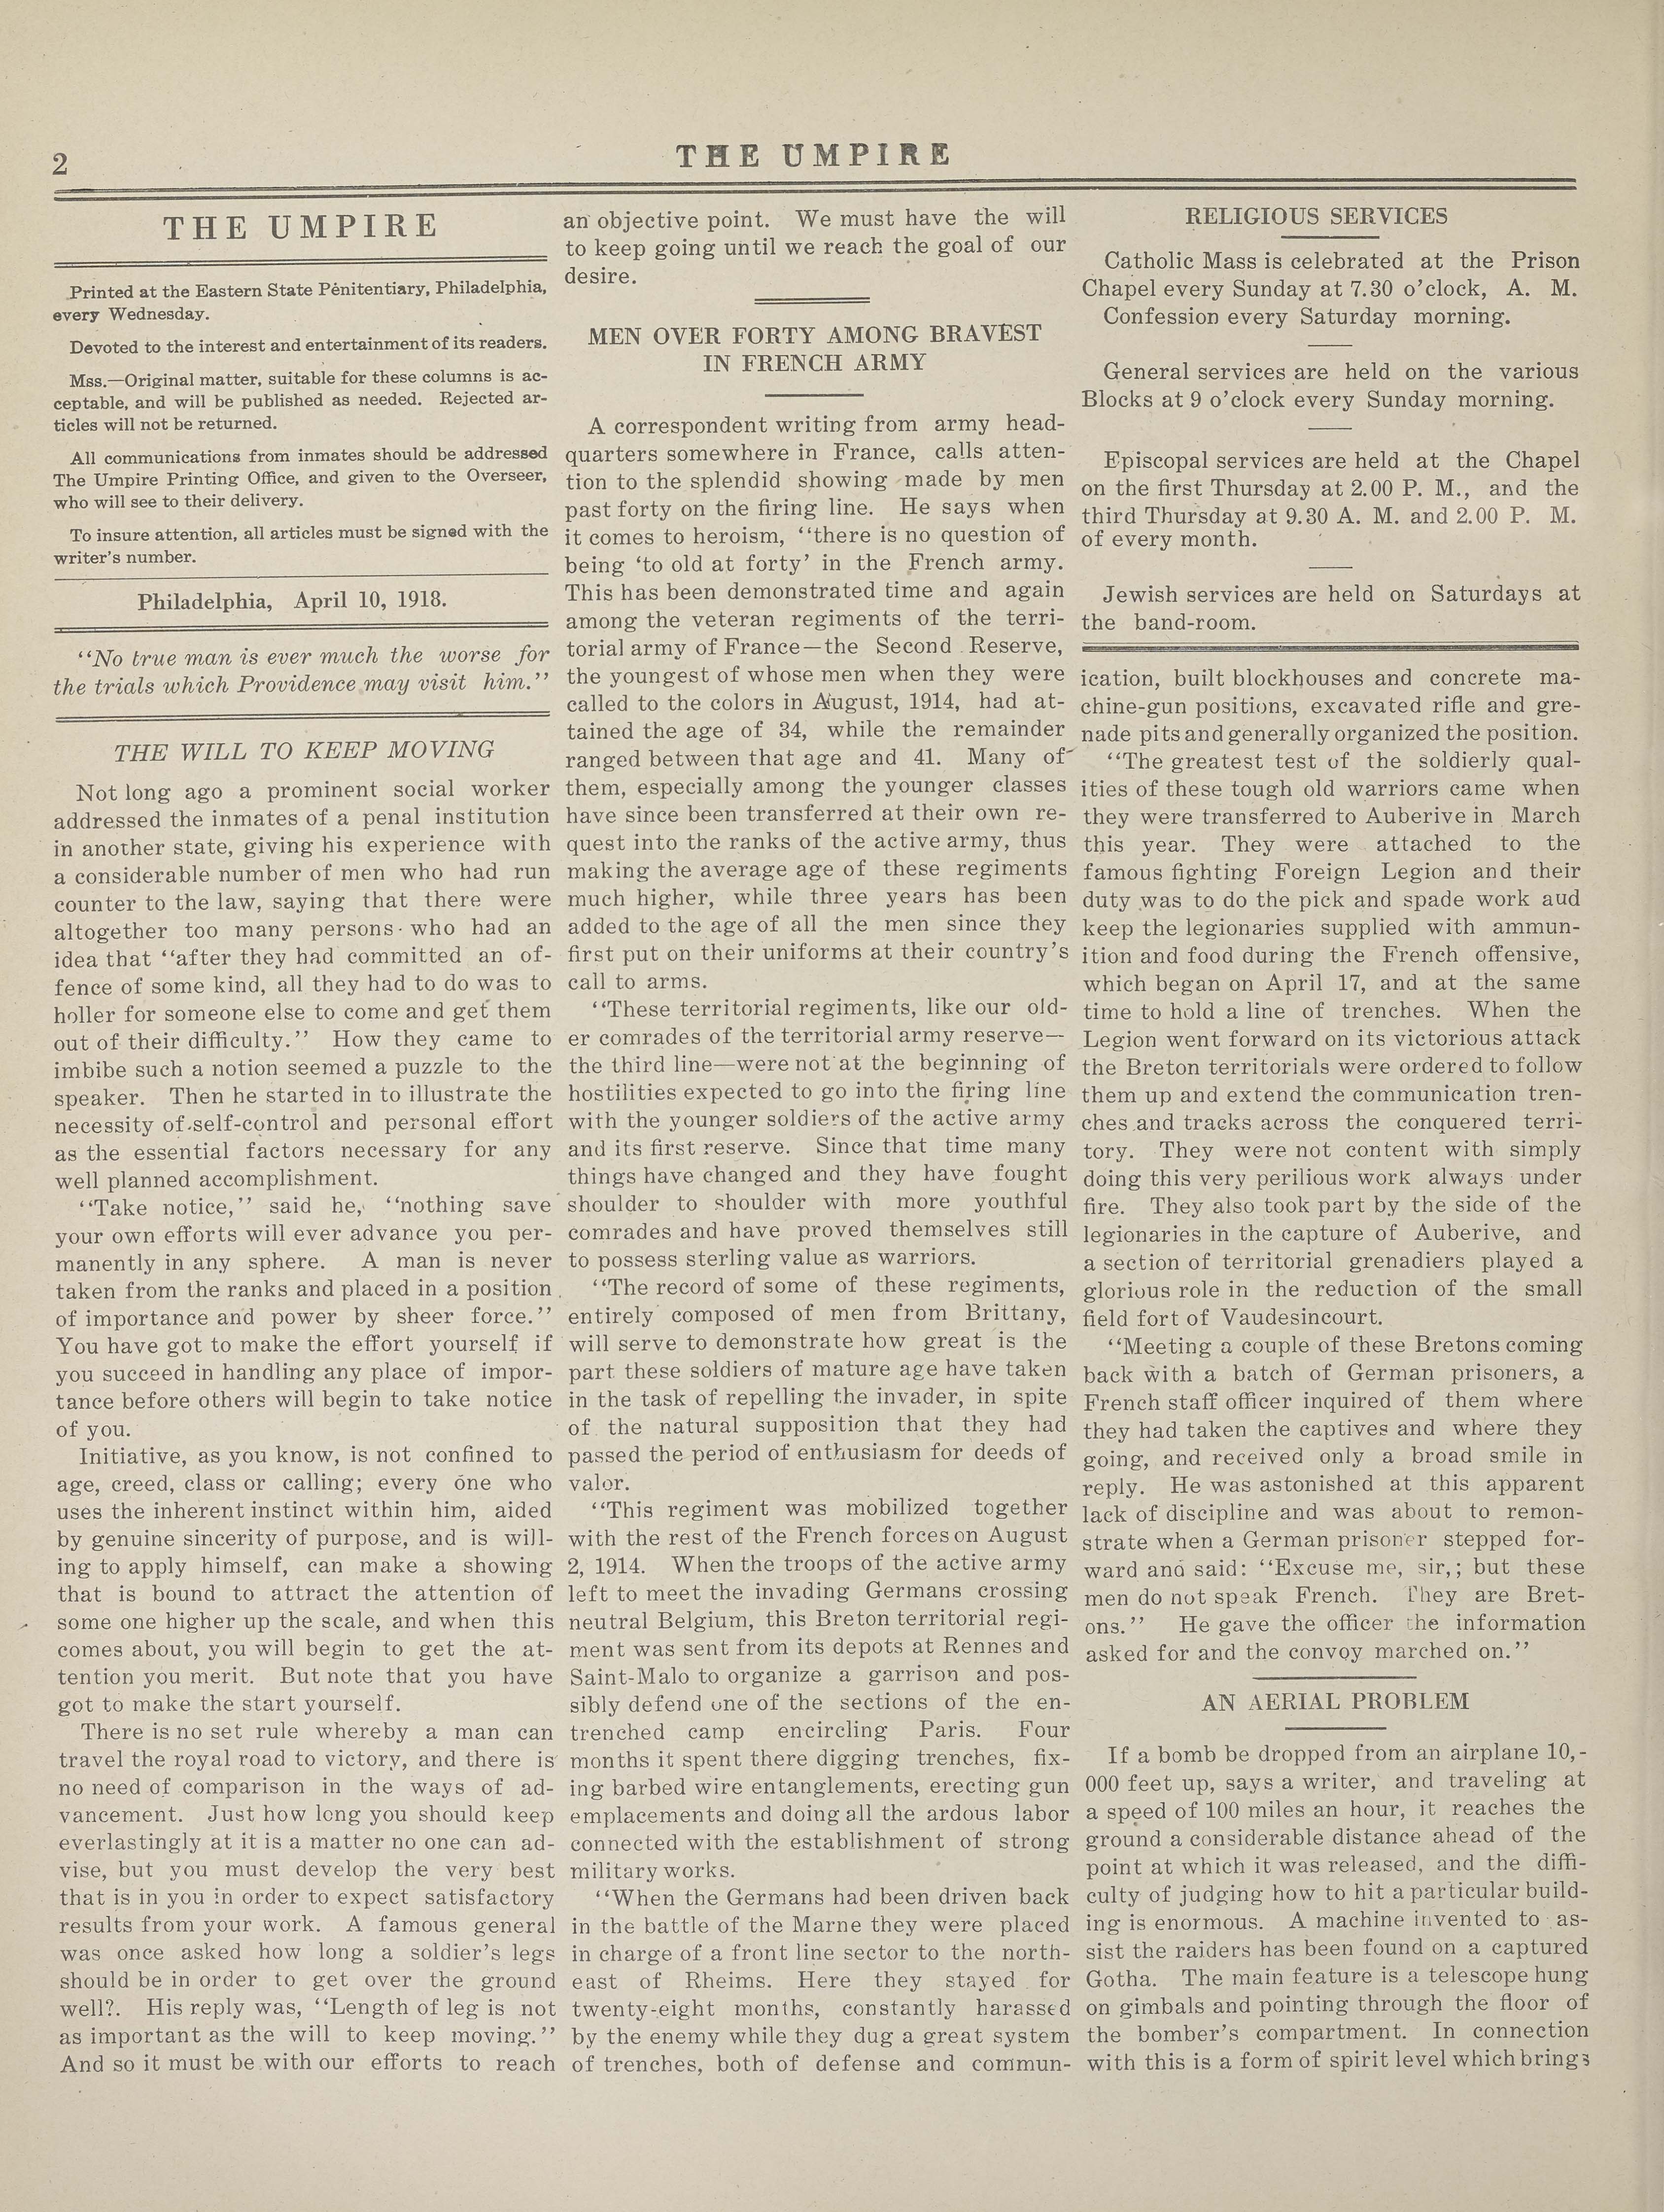 2
THE UMPIRE
THE UMPIRE
Printed at the Eastern State Penitentiary, Philadelphia,
every Wednesday.
Devoted to the interest and entertainment of its readers.
Mss.—Original matter, suitable for these columns is ac-
ceptable, and will be published as needed. Rejected ar-
ticles will not be returned.
All communications from inmates should be addressed
The Umpire Printing Office, and given to the Overseer,
who will see to their delivery.
To insure attention, all articles must be signed with the
writer's number.
Philadelphia, April 10, 1918.
"No true man is ever much the worse for
the trials which Providence may visit him."
THE WILL TO KEEP MOVING
Not long ago a prominent social worker
addressed the inmates of a penal institution
in another state, giving his experience with
a considerable number of men who had run
counter to the law, saying that there were
altogether too many persons who had an
idea that "after they had committed an of-
fence of some kind, all they had to do was to
holler for someone else to come and get them
out of their difficulty." How they came to
imbibe such a notion seemed a puzzle to the
speaker. Then he started in to illustrate the
necessity of self-control and personal effort
as the essential factors necessary for any
well planned accomplishment.
"Take notice," said he, "nothing save
your own efforts will ever advance you per-
manently in any sphere. A man is never
taken from the ranks and placed in a position
of importance and power by sheer force."
You have got to make the effort yourself if
you succeed in handling any place of impor-
tance before others will begin to take notice
of you.
Initiative, as you know, is not confined to
age, creed, class or calling; every one who
uses the inherent instinct within him, aided
by genuine sincerity of purpose, and is will-
ing to apply himself, can make a showing
that is bound to attract the attention of
some one higher up the scale, and when this
comes about, you will begin to get the at-
tention you merit. But note that you have
got to make the start yourself.
There is no set rule whereby a man can
travel the royal road to victory, and there is
no need of comparison in the ways of ad-
vancement. Just how long you should keep
everlastingly at it is a matter no one can ad-
vise, but you must develop the very best
that is in you in order to expect satisfactory
results from your work. A famous general
was once asked how long a soldier's legs
should be in order to get over the ground
well?. His reply was, "Length of leg is not
as important as the will to keep moving."
And so it must be with our efforts to reach
an objective point. We must have the will
to keep going until we reach the goal of our
desire.
MEN OVER FORTY AMONG BRAVEST
IN FRENCH ARMY
A correspondent writing from army head-
quarters somewhere in France, calls atten-
tion to the splendid showing made by men
past forty on the firing line. He says when
it comes to heroism, "there is no question of
being 'to old at forty' in the French army.
This has been demonstrated time and again
among the veteran regiments of the terri-
torial army of France—the Second Reserve,
the youngest of whose men when they were
called to the colors in August, 1914, had at-
tained the age of 34, while the remainder
ranged between that age and 41. Many of
them, especially among the younger classes
have since been transferred at their own re-
quest into the ranks of the active army, thus
making the average age of these regiments
much higher, while three years has been
added to the age of all the men since they
first put on their uniforms at their country's
call to arms.
"These territorial regiments, like our old-
er comrades of the territorial army reserve—
the third line—were not at the beginning of
hostilities expected to go into the firing line
with the younger soldiers of the active army
and its first reserve. Since that time many
things have changed and they have fought
shoulder to shoulder with more youthful
comrades and have proved themselves still
to possess sterling value as warriors.
"The record of some of these regiments,
entirely composed of men from Brittany,
will serve to demonstrate how great is the
part these soldiers of mature age have taken
in the task of repelling the invader, in spite
of the natural supposition that they had
passed the period of enthusiasm for deeds of
valor.
"This regiment was mobilized together
with the rest of the French forces on August
2, 1914. When the troops of the active army
left to meet the invading Germans crossing
neutral Belgium, this Breton territorial regi-
ment was sent from its depots at Rennes and
Saint-Malo to organize a garrison and pos-
sibly defend one of the sections of the en-
trenched camp encircling Paris. Four
months it spent there digging trenches, fix-
ing barbed wire entanglements, erecting gun
emplacements and doing all the ardous labor
connected with the establishment of strong
military works.
"When the Germans had been driven back
in the battle of the Marne they were placed
in charge of a front line sector to the north-
east of Rheims. Here they stayed for
twenty-eight months, constantly harassed
by the enemy while they dug a great system
of trenches, both of defense and commun-
RELIGIOUS SERVICES
Catholic Mass is celebrated at the Prison
Chapel every Sunday at 7.30 o'clock, A. M.
Confession every Saturday morning.
General services are held on the various
Blocks at 9 o'clock every Sunday morning.
Episcopal services are held at the Chapel
on the first Thursday at 2.00 P. M., and the
third Thursday at 9.30 A. M. and 2.00 P. M.
of every month.
Jewish services are held on Saturdays at
the band-room.
ication, built blockhouses and concrete ma-
chine-gun positions, excavated rifle and gre-
nade pits and generally organized the position.
"The greatest test of the soldierly qual-
ities of these tough old warriors came when
they were transferred to Auberive in March
this year. They were attached to the
famous fighting Foreign Legion and their
duty was to do the pick and spade work aud
keep the legionaries supplied with ammun-
ition and food during the French offensive,
which began on April 17, and at the same
time to hold a line of trenches. When the
Legion went forward on its victorious attack
the Breton territorials were ordered to follow
them up and extend the communication tren-
ches and tracks across the conquered terri-
tory. They were not content with simply
doing this very perilious work always under
fire. They also took part by the side of the
legionaries in the capture of Auberive, and
a section of territorial grenadiers played a
glorious role in the reduction of the small
field fort of Vaudesincourt.
"Meeting a couple of these Bretons coming
back with a batch of German prisoners, a
French staff officer inquired of them where
they had taken the captives and where they
going, and received only a broad smile in
reply. He was astonished at this apparent
lack of discipline and was about to remon-
strate when a German prisoner stepped for-
ward and said: "Excuse me, sir,; but these
men do not speak French. They are Bret-
ons." He gave the officer the information
asked for and the convoy marched on."
AN AERIAL PROBLEM
If a bomb be dropped from an airplane 10,-
000 feet up, says a writer, and traveling at
a speed of 100 miles an hour, it reaches the
ground a considerable distance ahead of the
point at which it was released, and the diffi-
culty of judging how to hit a particular build-
ing is enormous. A machine invented to as-
sist the raiders has been found on a captured
Gotha. The main feature is a telescope hung
on gimbals and pointing through the floor of
the bomber's compartment. In connection
with this is a form of spirit level which brings